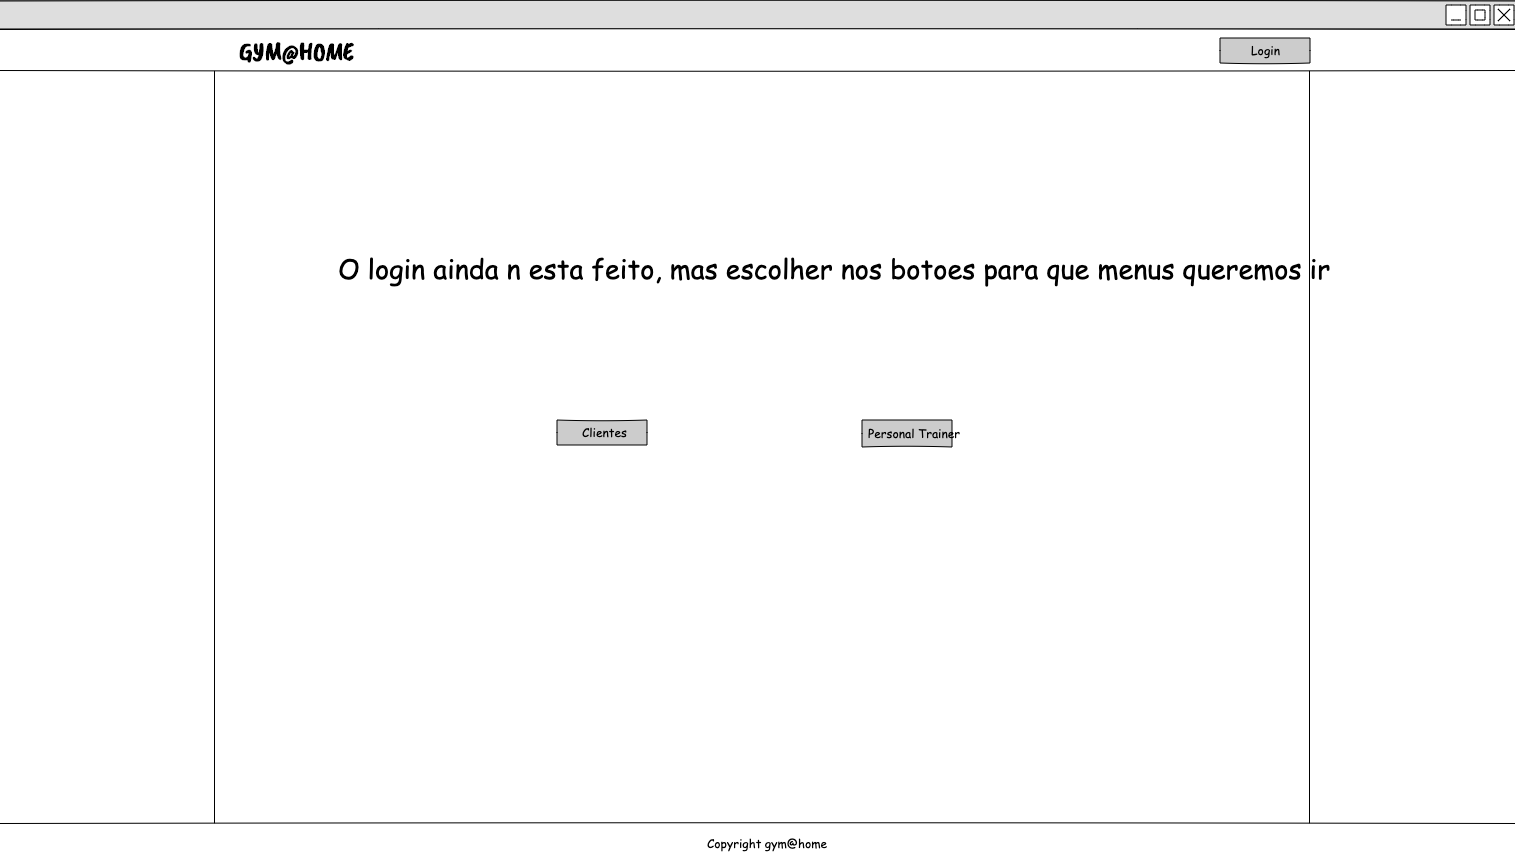 GYM@HOME
Login
O login ainda n esta feito, mas escolher nos botoes para que menus queremos ir
Clientes
Personal Trainer
Copyright gym@home